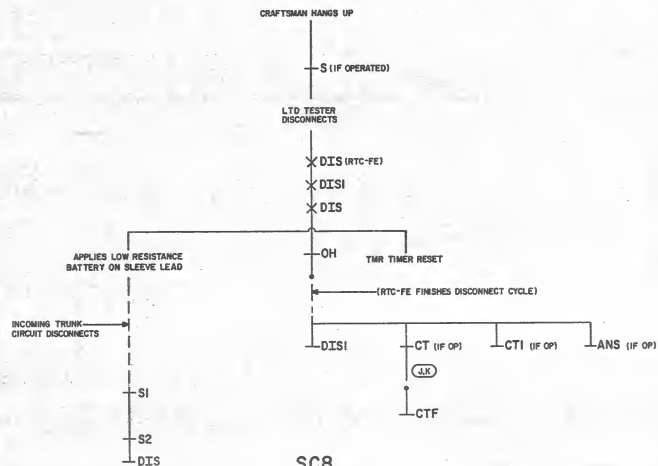 CRAFTSMAN HANGS UP
S (IF OPERATED)
LTD TESTER
DISCONNECTS
DIS (RTC-FE)
DIS1
DIS
APPLIES LOW RESISTANCE
BATTERY ON SLEEVE LEAD
OH
TMR TIMER RESET
(RTC-FE FINISHES DISCONNECT CYCLE)
INCOMING TRUNK
CIRCUIT DISCONNECTS
DIS1
CT (IF OP)
CT1 (IF OP)
ANS (IF OP)
J,K
S1
CTF
S2
DIS
SC8